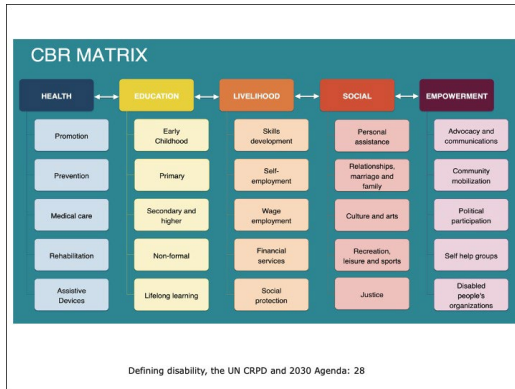 CBR MATRIX
HEALTH
EDUCATION
LIVELIHOOD
SOCIAL
EMPOWERMENT
Promotion
Prevention
Medical care
Rehabilitation
Assistive
Devices
Early
Childhood
Primary
Secondary and
higher
Non-formal
Lifelong learning
Skills
development
Self-
employment
Wage
employment
Financial
services
Social
protection
Personal
assistance
Relationships,
marriage and
family
Culture and arts
Recreation,
leisure and sports
Justice
Advocacy and
communications
Community
mobilization
Political
participation
Self help groups
Disabled
people's
organizations
Defining disability, the UN CRPD and 2030 Agenda: 28